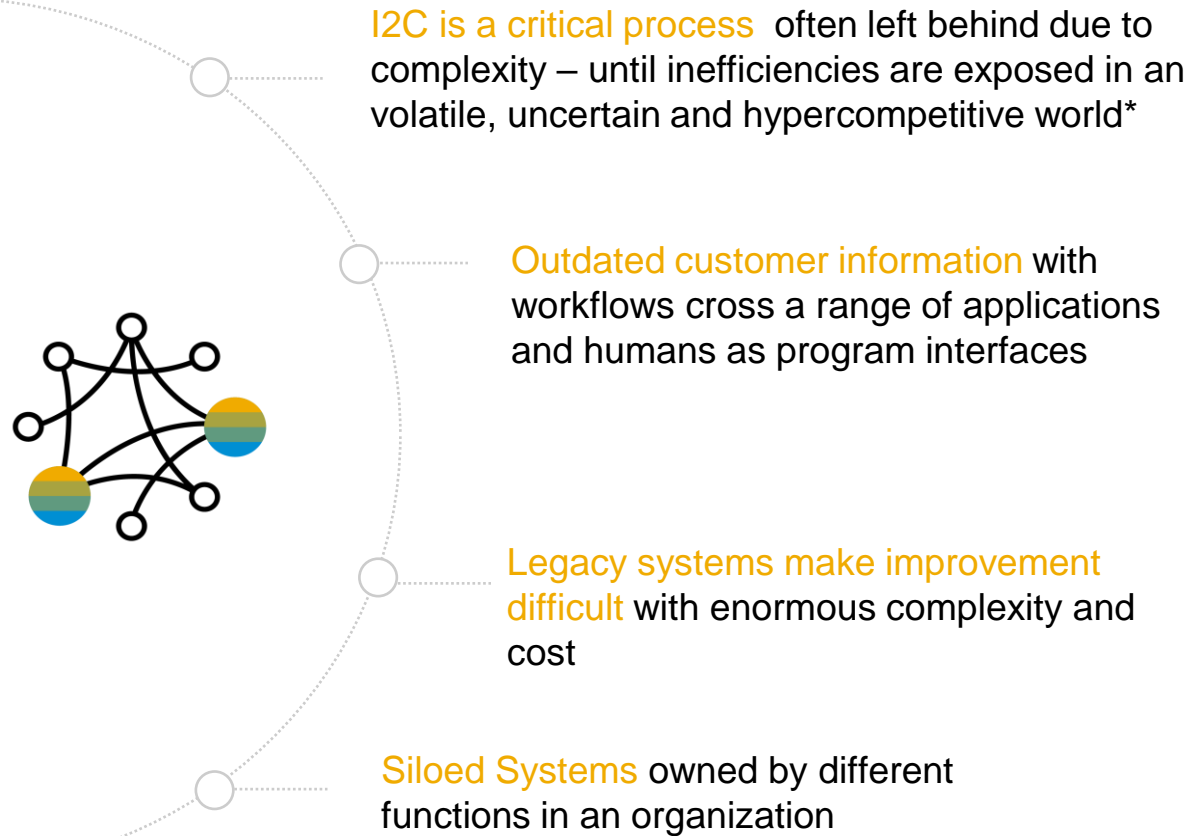 I2C is a critical process  often left behind due to
complexity – until inefficiencies are exposed in an
volatile, uncertain and hypercompetitive world*
Outdated customer information with
workflows cross a range of applications
and humans as program interfaces
Legacy systems make improvement
difficult with enormous complexity and
cost
Siloed Systems owned by different
functions in an organization